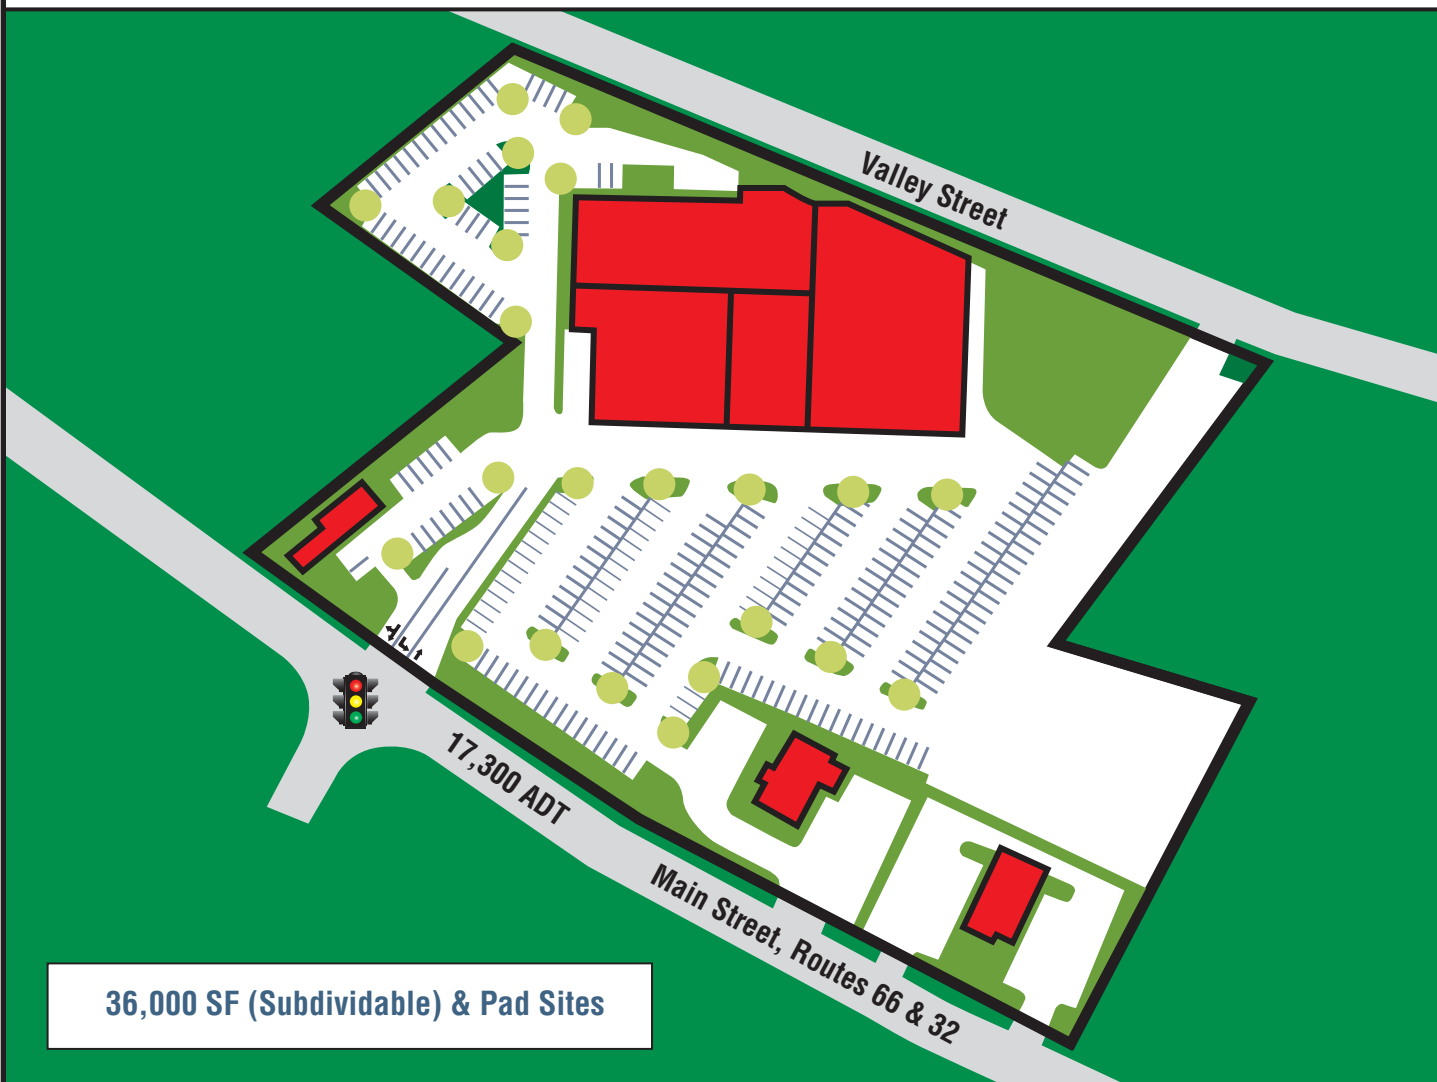 Valley Street
17,300 ADT
Main Street, Routes 66 & 32
36,000 SF (Subdividable) & Pad Sites